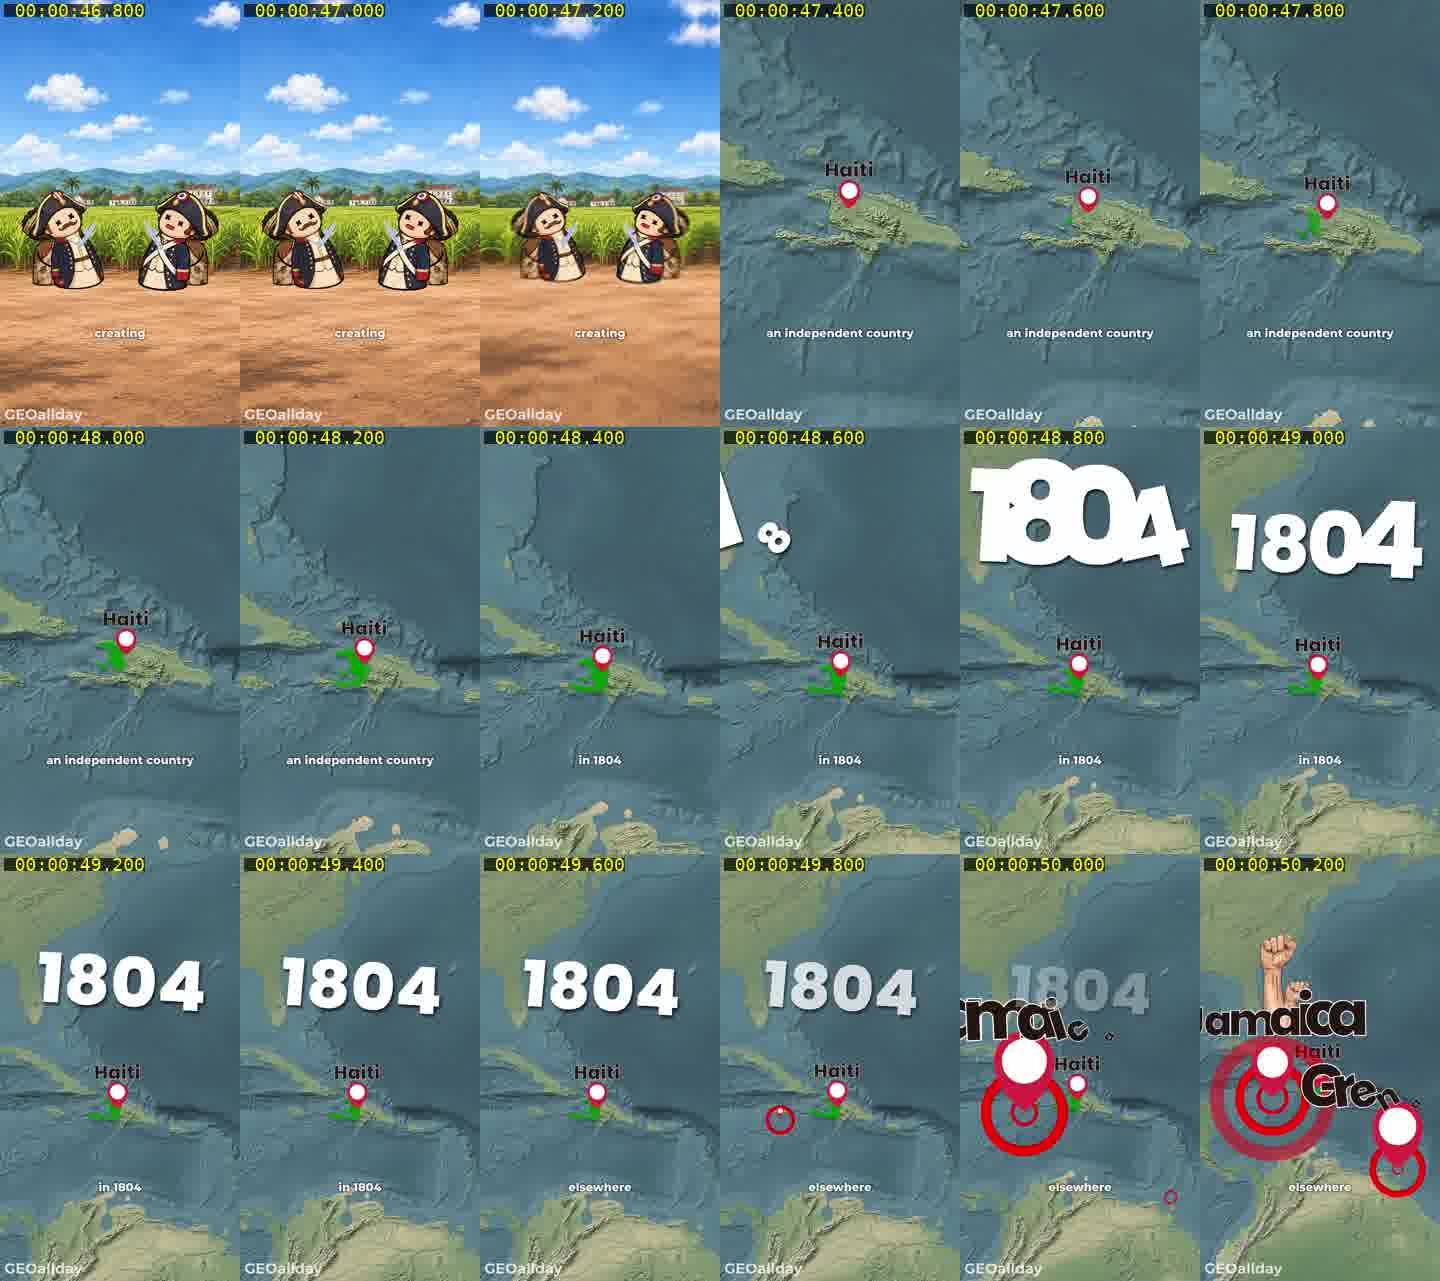 00:00:46.800
creating
GEOallday
00:00:47.000
creating
GEOallday
00:00:47.200
creating
GEOallday
00:00:47.400
Haiti
an independent country
GEOallday
00:00:47.600
Haiti
an independent country
GEOallday
00:00:47.800
Haiti
an independent country
GEOallday
00:00:48.000
Haiti
an independent country
GEOallday
00:00:48.200
Haiti
an independent country
GEOallday
00:00:48.400
Haiti
in 1804
GEOallday
00:00:48.600
8
Haiti
in 1804
GEOallday
00:00:48.800
1804
Haiti
in 1804
GEOallday
00:00:49.000
1804
Haiti
in 1804
GEOallday
00:00:49.200
1804
Haiti
in 1804
GEOallday
00:00:49.400
1804
Haiti
in 1804
GEOallday
00:00:49.600
1804
Haiti
elsewhere
GEOallday
00:00:49.800
1804
Haiti
elsewhere
GEOallday
00:00:50.000
1804
Haiti
elsewhere
GEOallday
00:00:50.200
Jamaica
Haiti
Gren
elsewhere
GEOallday